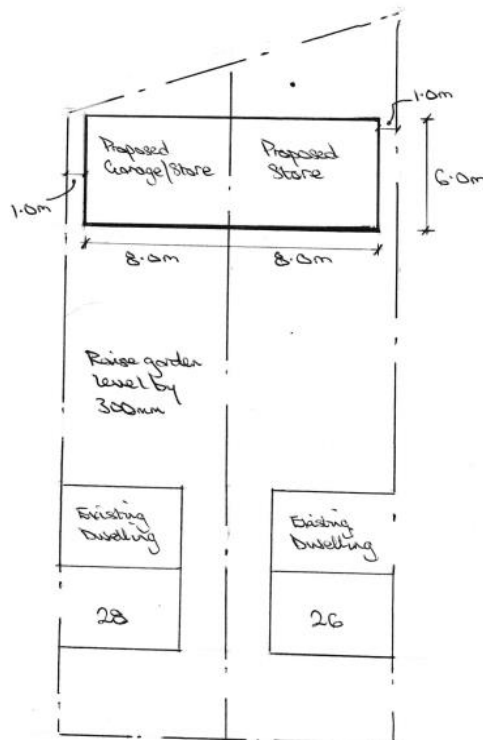 1.0m
Proposed
Garage/Store
Proposed
Store
6.0m
1.0m
8.0m
8.0m
Raise garden
level by
300mm
Existing
Dwelling
Existing
Dwelling
28
26